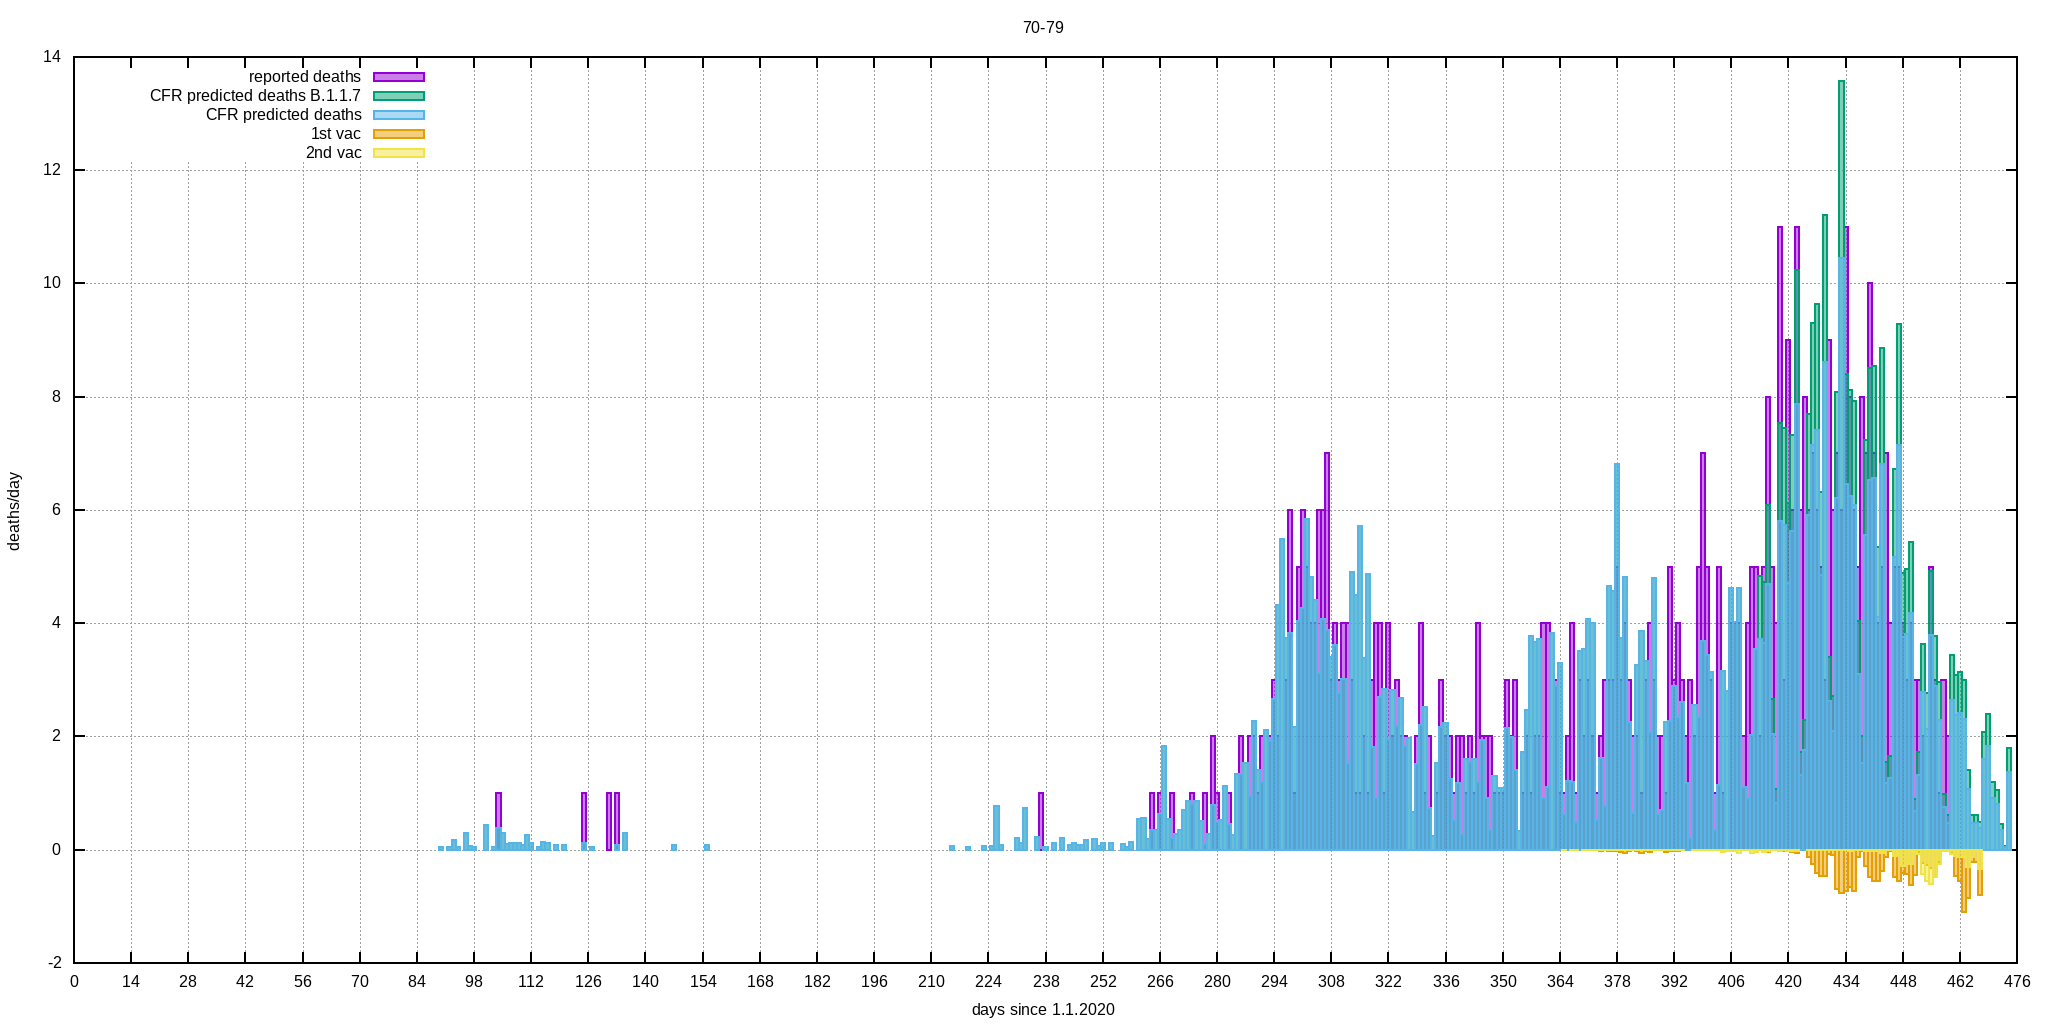 70-79
reported deaths
CFR predicted deaths B.1.1.7
CFR predicted deaths
1st vac
2nd vac
14
12
10
8
6
4
2
0
-2
deaths/day
0 14 28 42 56 70 84 98 112 126 140 154 168 182 196 210 224 238 252 266 280 294 308 322 336 350 364 378 392 406 420 434 448 462 476
days since 1.1.2020